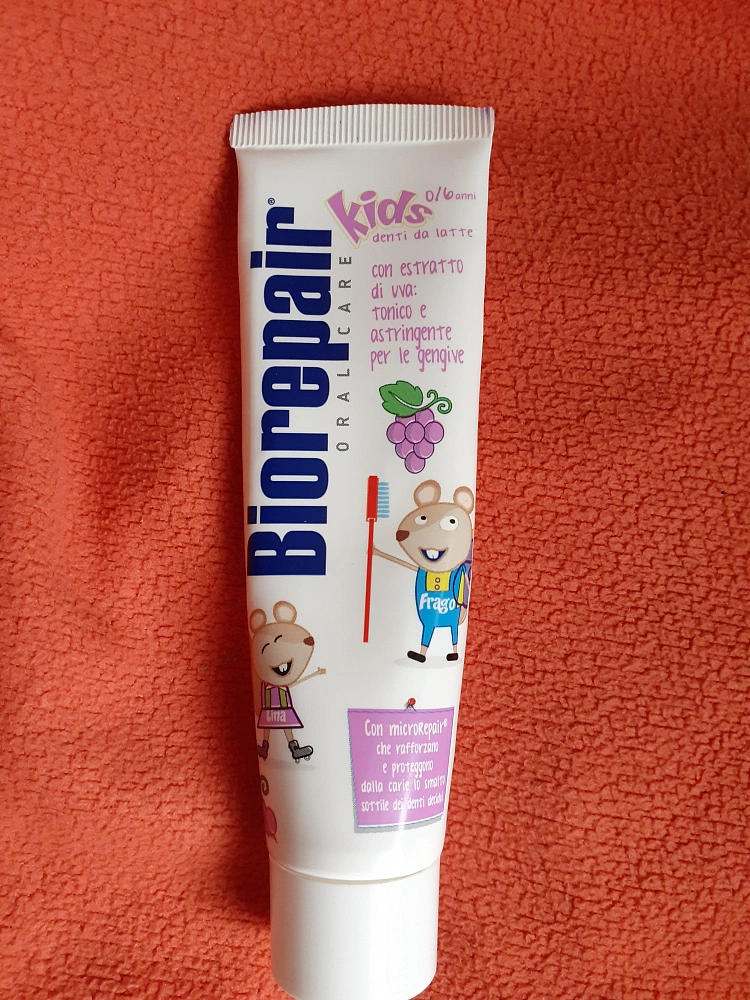 Biorepair®
ORAL CARE
Kids
0/6 anni
denti da latte
con estratto
di uva:
tonico e
astringente
per le gengive
Frago
Con microRepair®
che rafforzano
e proteggono
dalla carie lo smalto
sottile dei denti decidui